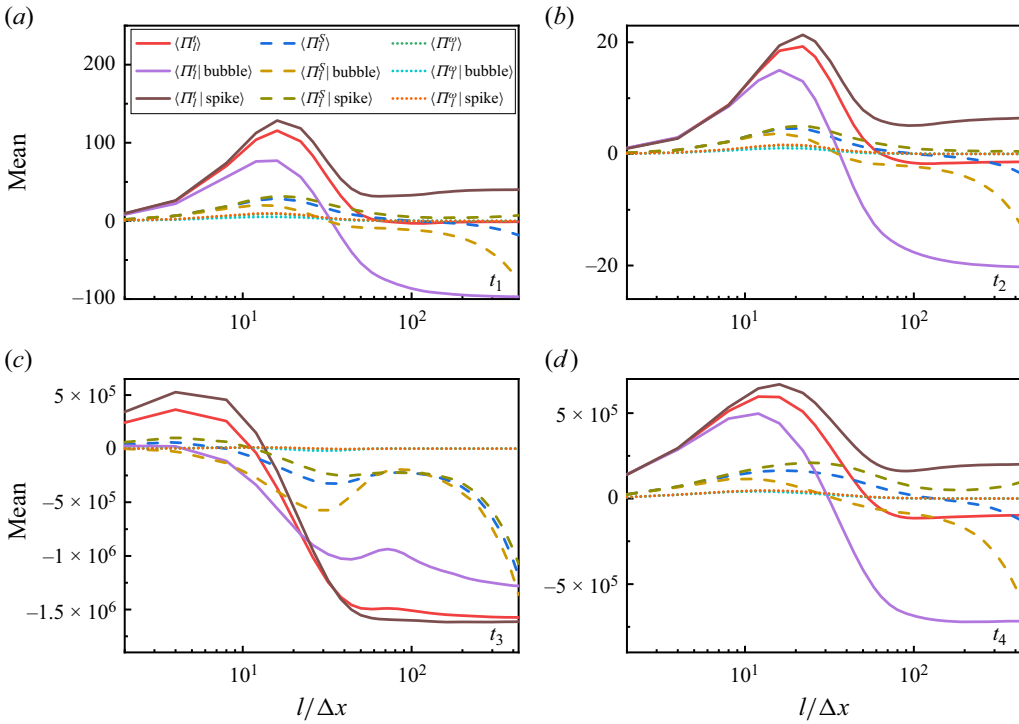 (a) (b)
200
100
0
−100
Mean
⟨Π_l^t⟩ ⟨Π_l^S⟩ ⟨Π_l^ω⟩
⟨Π_l^t | bubble⟩ ⟨Π_l^S | bubble⟩ ⟨Π_l^ω | bubble⟩
⟨Π_l^t | spike⟩ ⟨Π_l^S | spike⟩ ⟨Π_l^ω | spike⟩
t_1
10^1 10^2
20
0
−20
t_2
10^1 10^2
(c) (d)
5 × 10^5
0
−5 × 10^5
−1 × 10^6
−1.5 × 10^6
Mean
t_3
10^1 10^2
l/Δx
5 × 10^5
0
−5 × 10^5
t_4
10^1 10^2
l/Δx